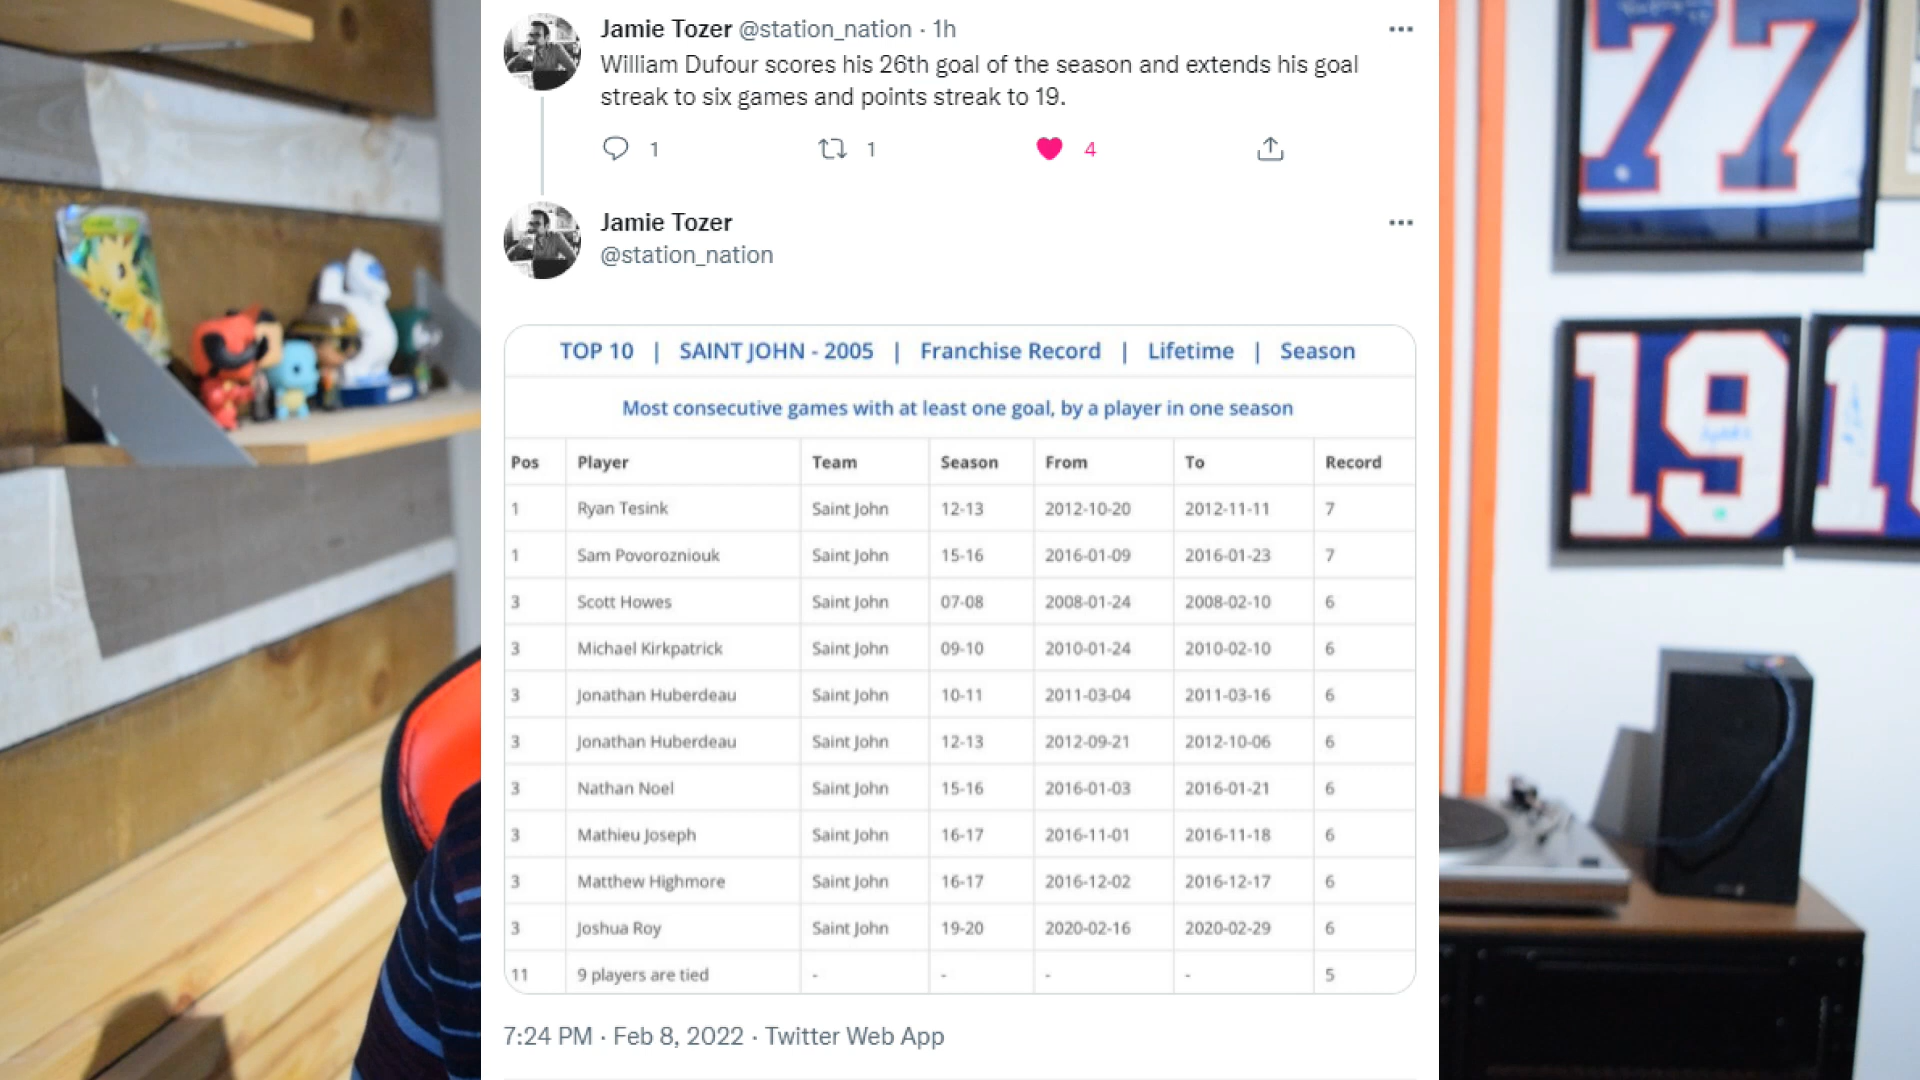 Jamie Tozer @station_nation · 1h
William Dufour scores his 26th goal of the season and extends his goal
streak to six games and points streak to 19.
1 1 4
Jamie Tozer
@station_nation
TOP 10 | SAINT JOHN - 2005 | Franchise Record | Lifetime | Season
Most consecutive games with at least one goal, by a player in one season
Pos Player Team Season From To Record
1 Ryan Tesink Saint John 12-13 2012-10-20 2012-11-11 7
1 Sam Povorozniouk Saint John 15-16 2016-01-09 2016-01-23 7
3 Scott Howes Saint John 07-08 2008-01-24 2008-02-10 6
3 Michael Kirkpatrick Saint John 09-10 2010-01-24 2010-02-10 6
3 Jonathan Huberdeau Saint John 10-11 2011-03-04 2011-03-16 6
3 Jonathan Huberdeau Saint John 12-13 2012-09-21 2012-10-06 6
3 Nathan Noel Saint John 15-16 2016-01-03 2016-01-21 6
3 Mathieu Joseph Saint John 16-17 2016-11-01 2016-11-18 6
3 Matthew Highmore Saint John 16-17 2016-12-02 2016-12-17 6
3 Joshua Roy Saint John 19-20 2020-02-16 2020-02-29 6
11 9 players are tied - - - - 5
7:24 PM · Feb 8, 2022 · Twitter Web App
77
19
1